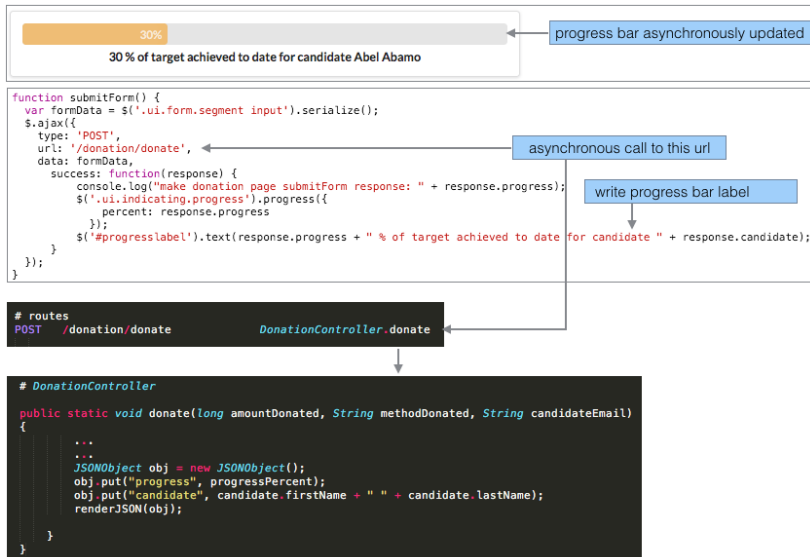 30%
progress bar asynchronously updated
30 % of target achieved to date for candidate Abel Abamo
function submitForm() {
var formData = $('.ui.form.segment input').serialize();
$.ajax({
type: 'POST',
url: '/donation/donate',
asynchronous call to this url
data: formData,
success: function(response) {
console.log("make donation page submitForm response: " + response.progress);
$('.ui.indicating.progress').progress({
write progress bar label
percent: response.progress
});
$('#progresslabel').text(response.progress + " % of target achieved to date for candidate " + response.candidate);
}
});
}
# routes
POST /donation/donate DonationController.donate
# DonationController
public static void donate(long amountDonated, String methodDonated, String candidateEmail)
{
...
...
JSONObject obj = new JSONObject();
obj.put("progress", progressPercent);
obj.put("candidate", candidate.firstName + " " + candidate.lastName);
renderJSON(obj);
}
}